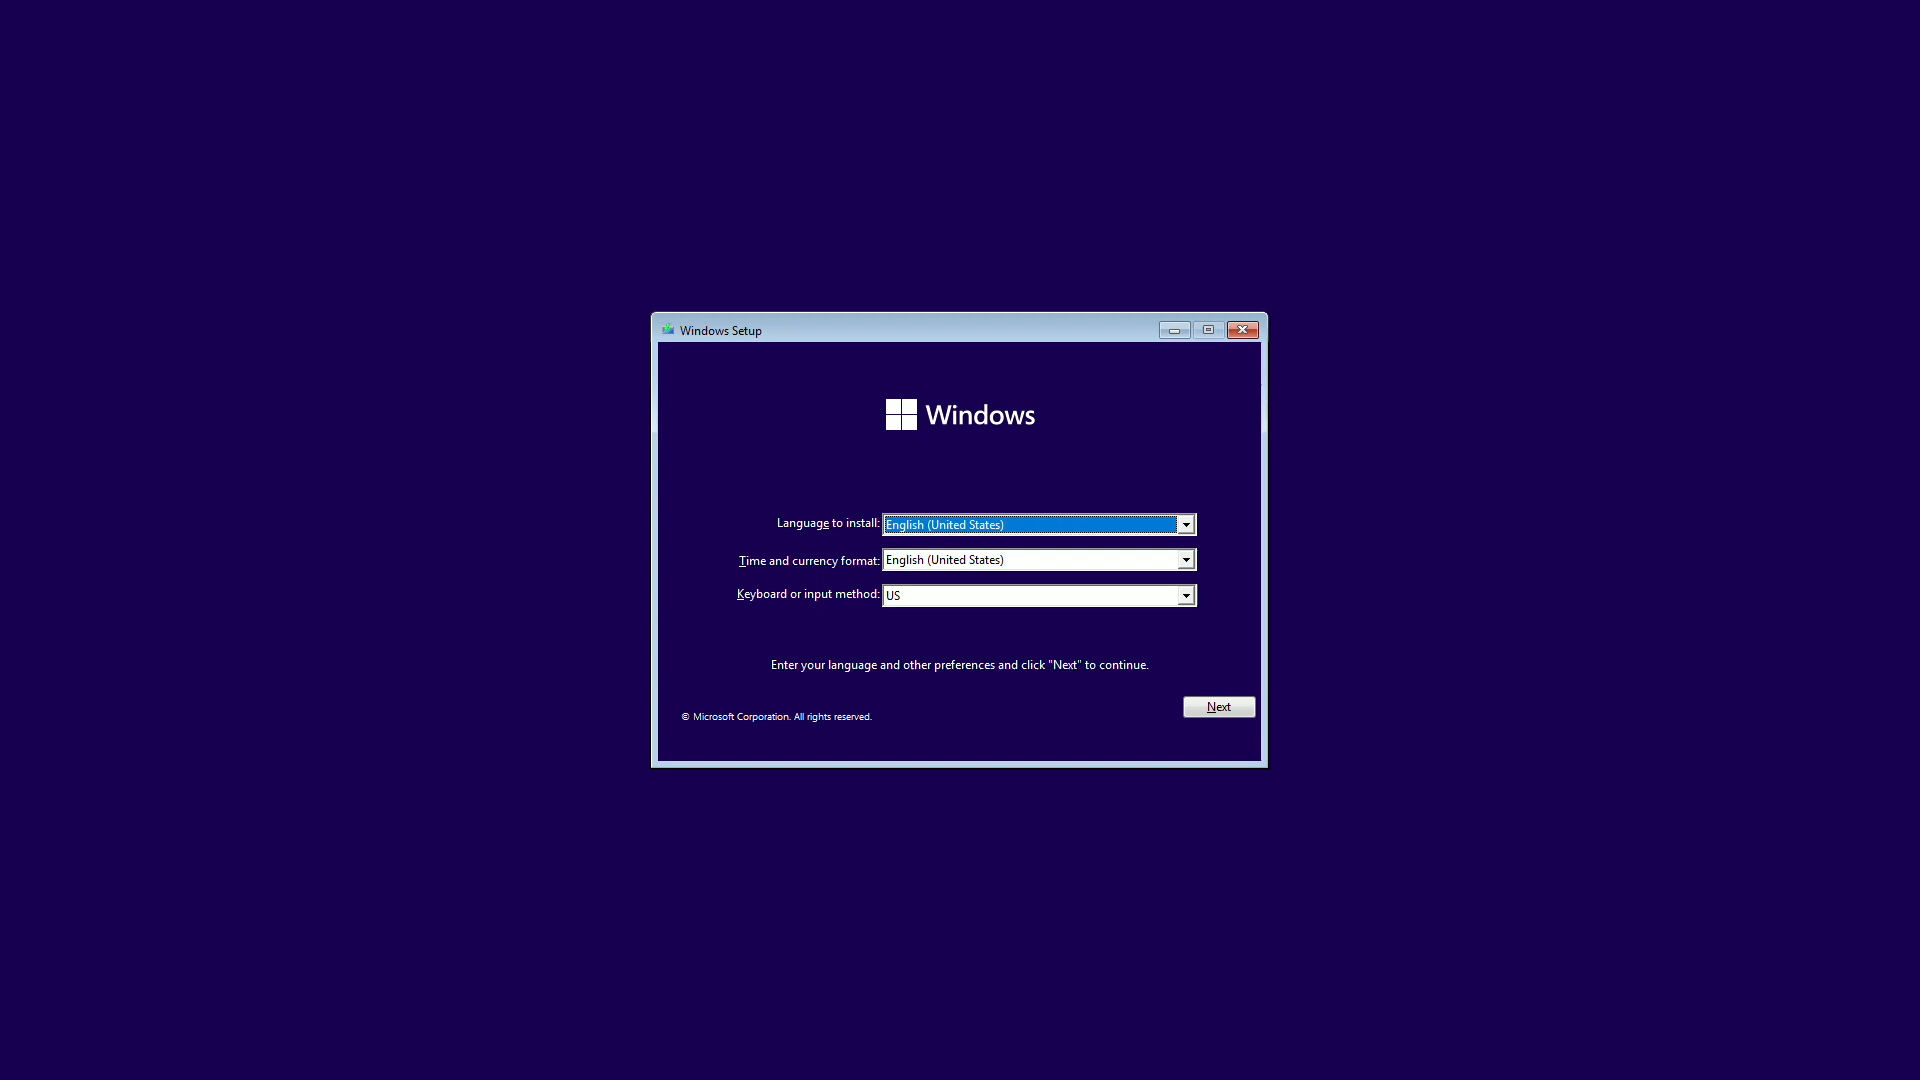 Windows Setup
Windows
Language to install: English (United States)
Time and currency format: English (United States)
Keyboard or input method: US
Enter your language and other preferences and click "Next" to continue.
Next
© Microsoft Corporation. All rights reserved.